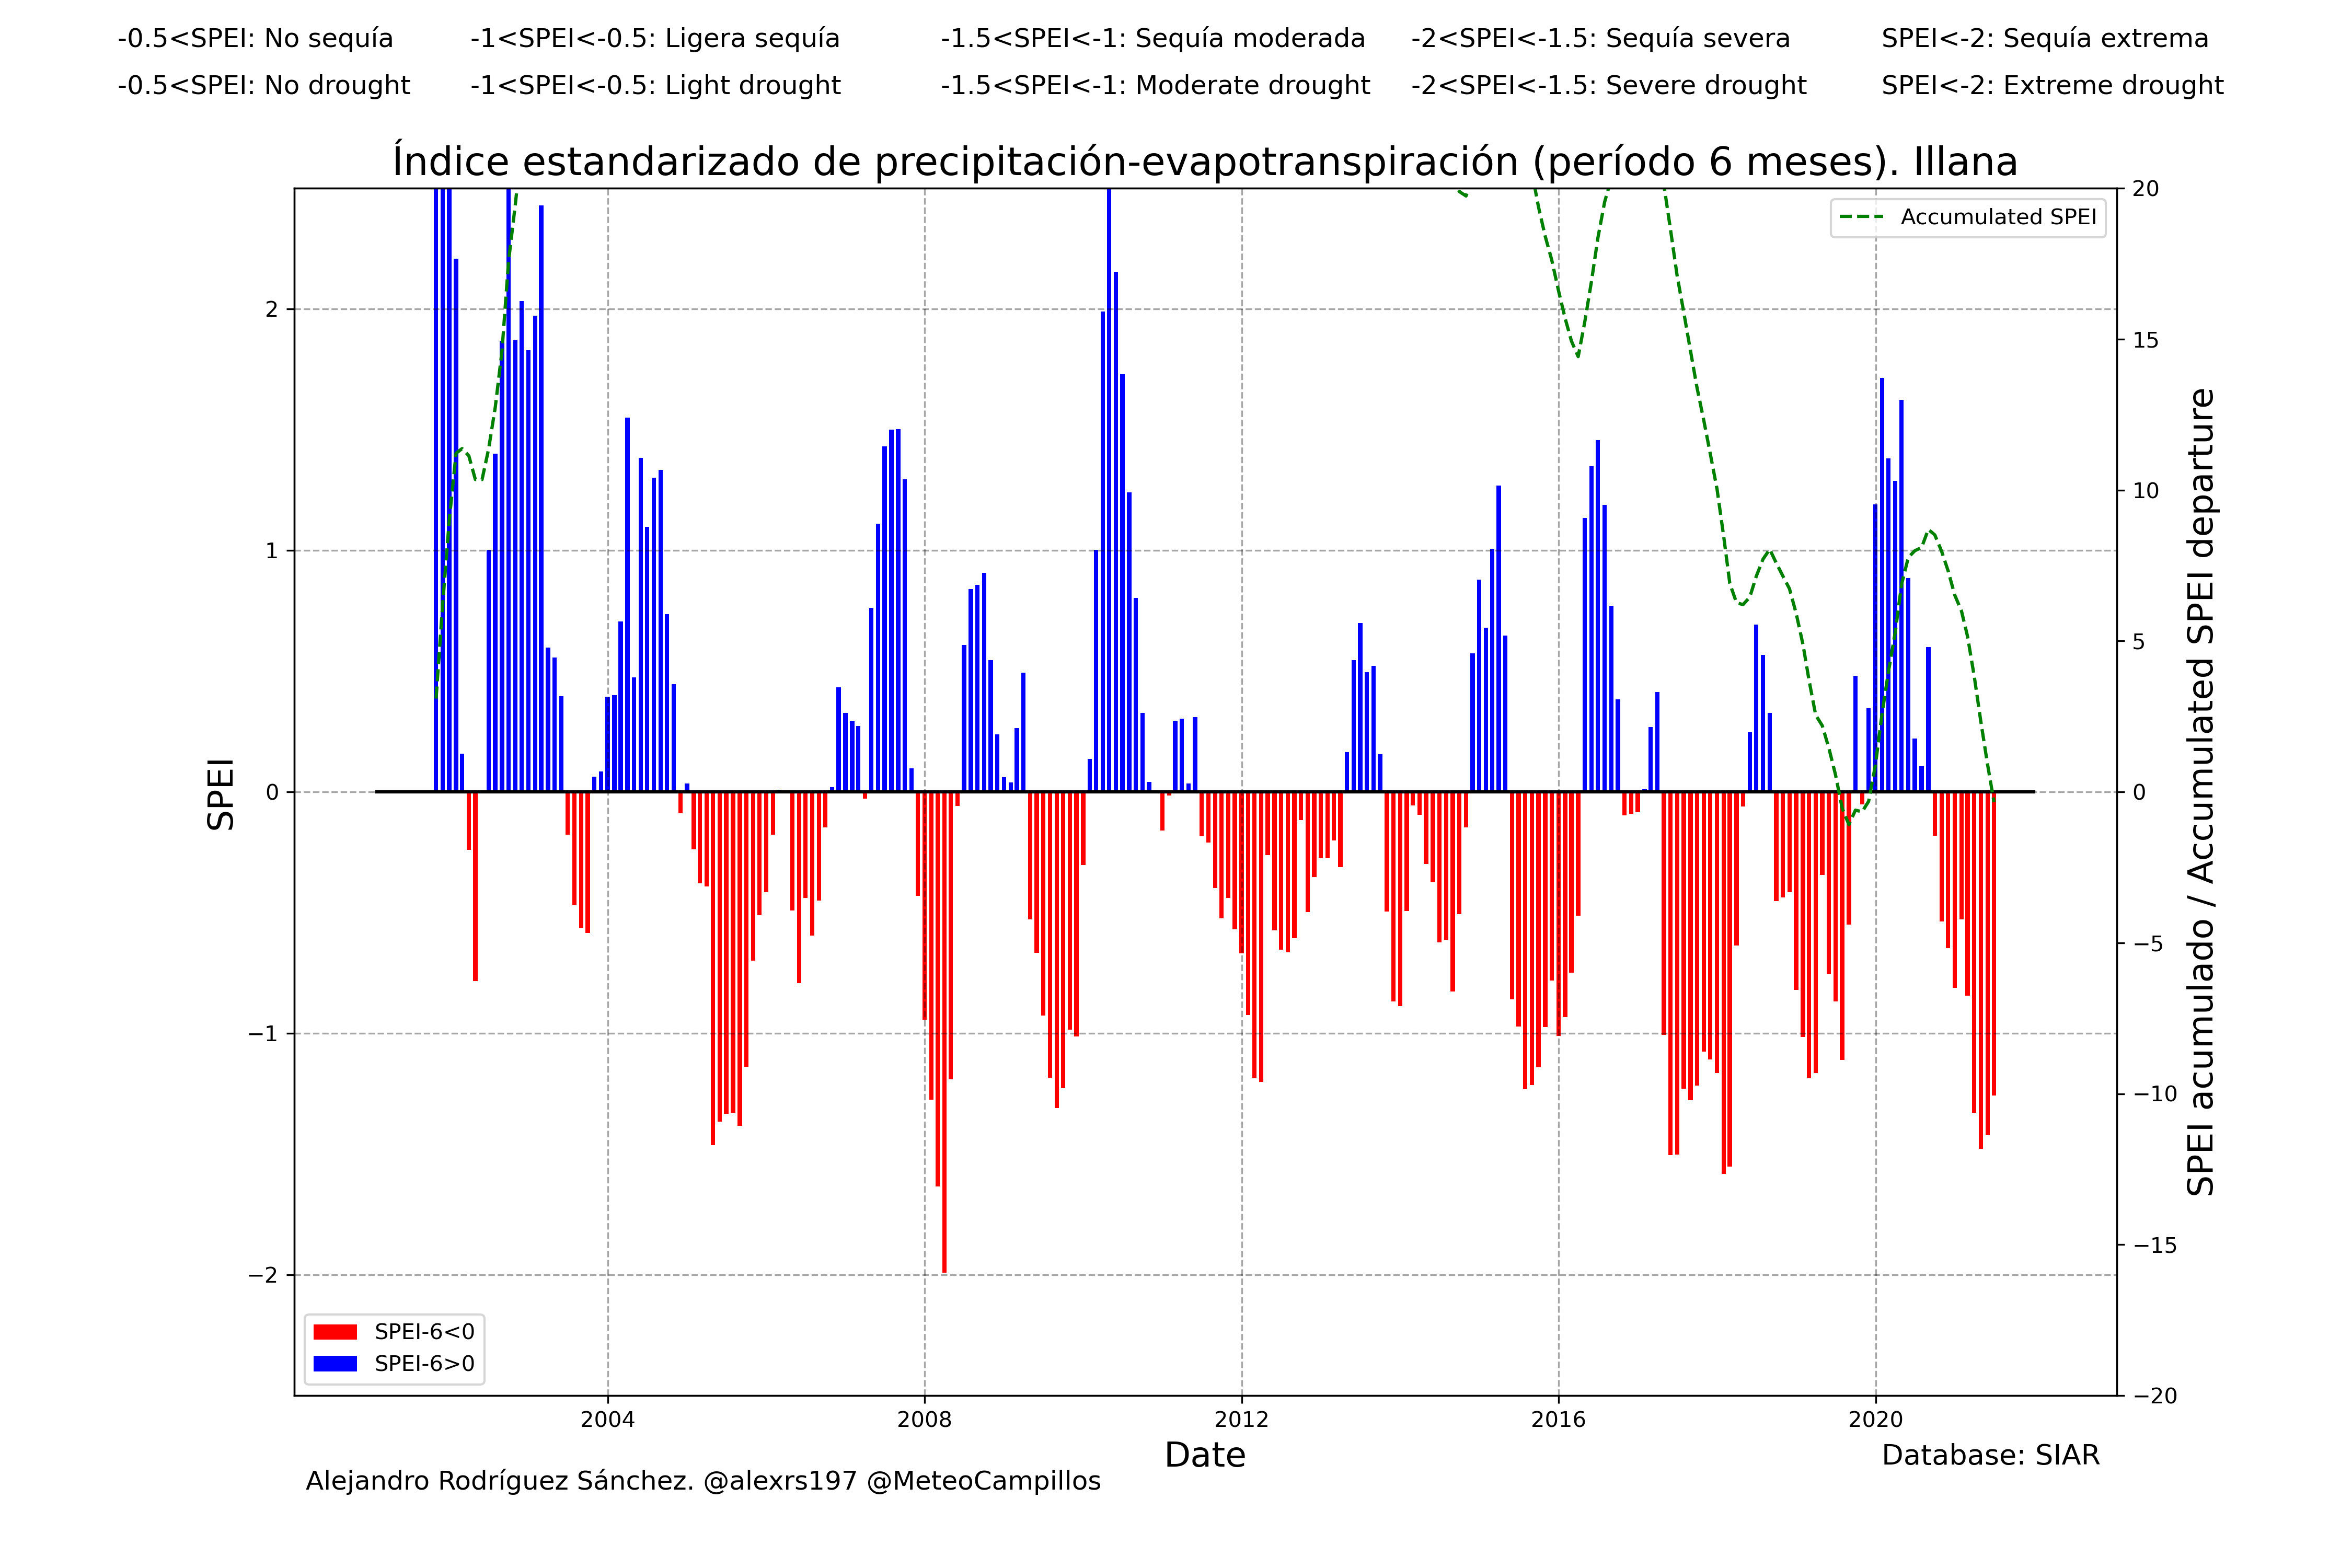 -0.5<SPEI: No sequía -1<SPEI<-0.5: Ligera sequía -1.5<SPEI<-1: Sequía moderada -2<SPEI<-1.5: Sequía severa SPEI<-2: Sequía extrema
-0.5<SPEI: No drought -1<SPEI<-0.5: Light drought -1.5<SPEI<-1: Moderate drought -2<SPEI<-1.5: Severe drought SPEI<-2: Extreme drought
Índice estandarizado de precipitación-evapotranspiración (período 6 meses). Illana
Accumulated SPEI
SPEI
2
1
0
−1
−2
20
15
10
5
0
−5
−10
−15
−20
SPEI acumulado / Accumulated SPEI departure
SPEI-6<0
SPEI-6>0
2004 2008 2012 2016 2020
Date
Database: SIAR
Alejandro Rodríguez Sánchez. @alexrs197 @MeteoCampillos